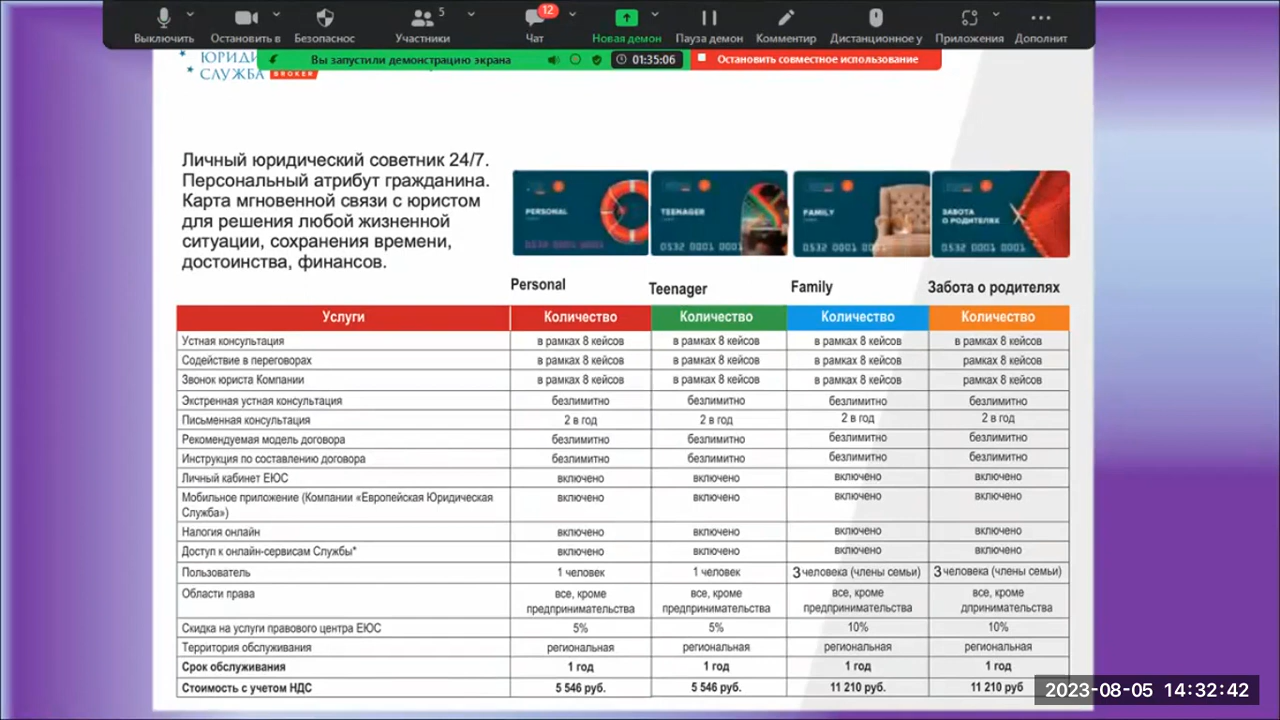 Выключить Остановить в Безопаснос Участники 5 Чат 12 Новая демон Пауза демон Комментир Дистанционное у Приложения Дополнит
ЮРИДИ
СЛУЖБА BROKER
Вы запустили демонстрацию экрана 01:35:06 Остановить совместное использование
Личный юридический советник 24/7.
Персональный атрибут гражданина.
Карта мгновенной связи с юристом
для решения любой жизненной
ситуации, сохранения времени,
достоинства, финансов.
PERSONAL TEENAGER FAMILY ЗАБОТА
О РОДИТЕЛЯХ
0532 0001 0001 0532 0001 0001 0532 0001 0001 0532 0001 0001
Personal Teenager Family Забота о родителях
Услуги Количество Количество Количество Количество
Устная консультация в рамках 8 кейсов в рамках 8 кейсов в рамках 8 кейсов в рамках 8 кейсов
Содействие в переговорах в рамках 8 кейсов в рамках 8 кейсов в рамках 8 кейсов рамках 8 кейсов
Звонок юриста Компании в рамках 8 кейсов в рамках 8 кейсов в рамках 8 кейсов рамках 8 кейсов
Экстренная устная консультация безлимитно безлимитно безлимитно безлимитно
Письменная консультация 2 в год 2 в год 2 в год 2 в год
Рекомендуемая модель договора безлимитно безлимитно безлимитно безлимитно
Инструкция по составлению договора безлимитно безлимитно безлимитно безлимитно
Личный кабинет ЕЮС включено включено включено включено
Мобильное приложение (Компании «Европейская Юридическая включено включено включено включено
Служба»)
Налогия онлайн включено включено включено включено
Доступ к онлайн-сервисам Службы* включено включено включено включено
Пользователь 1 человек 1 человек 3 человека (члены семьи) 3 человека (члены семьи)
Области права все, кроме все, кроме все, кроме все, кроме
предпринимательства предпринимательства предпринимательства дпринимательства
Скидка на услуги правового центра ЕЮС 5% 5% 10% 10%
Территория обслуживания региональная региональная региональная региональная
Срок обслуживания 1 год 1 год 1 год 1 год
Стоимость с учетом НДС 5 546 руб. 5 546 руб. 11 210 руб. 11 210 руб
2023-08-05 14:32:42